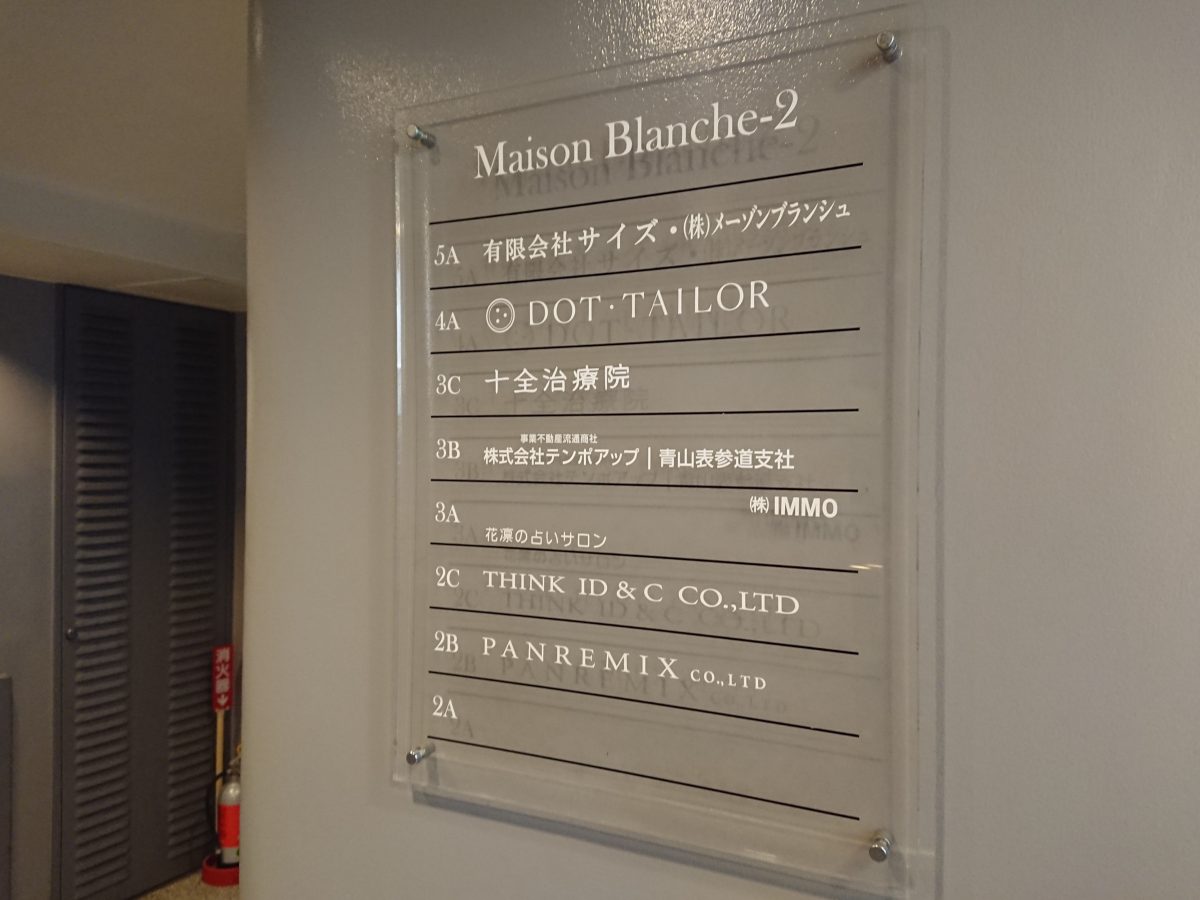 Maison Blanche-2
5A 有限会社サイズ・㈱メーゾンブランシュ
4A DOT・TAILOR
3C 十全治療院
事業不動産流通商社
3B 株式会社テンポアップ | 青山表参道支社
㈱IMMO
3A 花凛の占いサロン
2C THINK ID & C CO.,LTD
2B PANREMIX CO.,LTD
2A
消火器